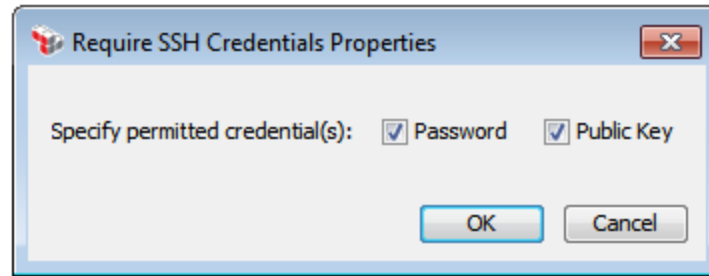 Require SSH Credentials Properties
Specify permitted credential(s): Password Public Key
OK Cancel